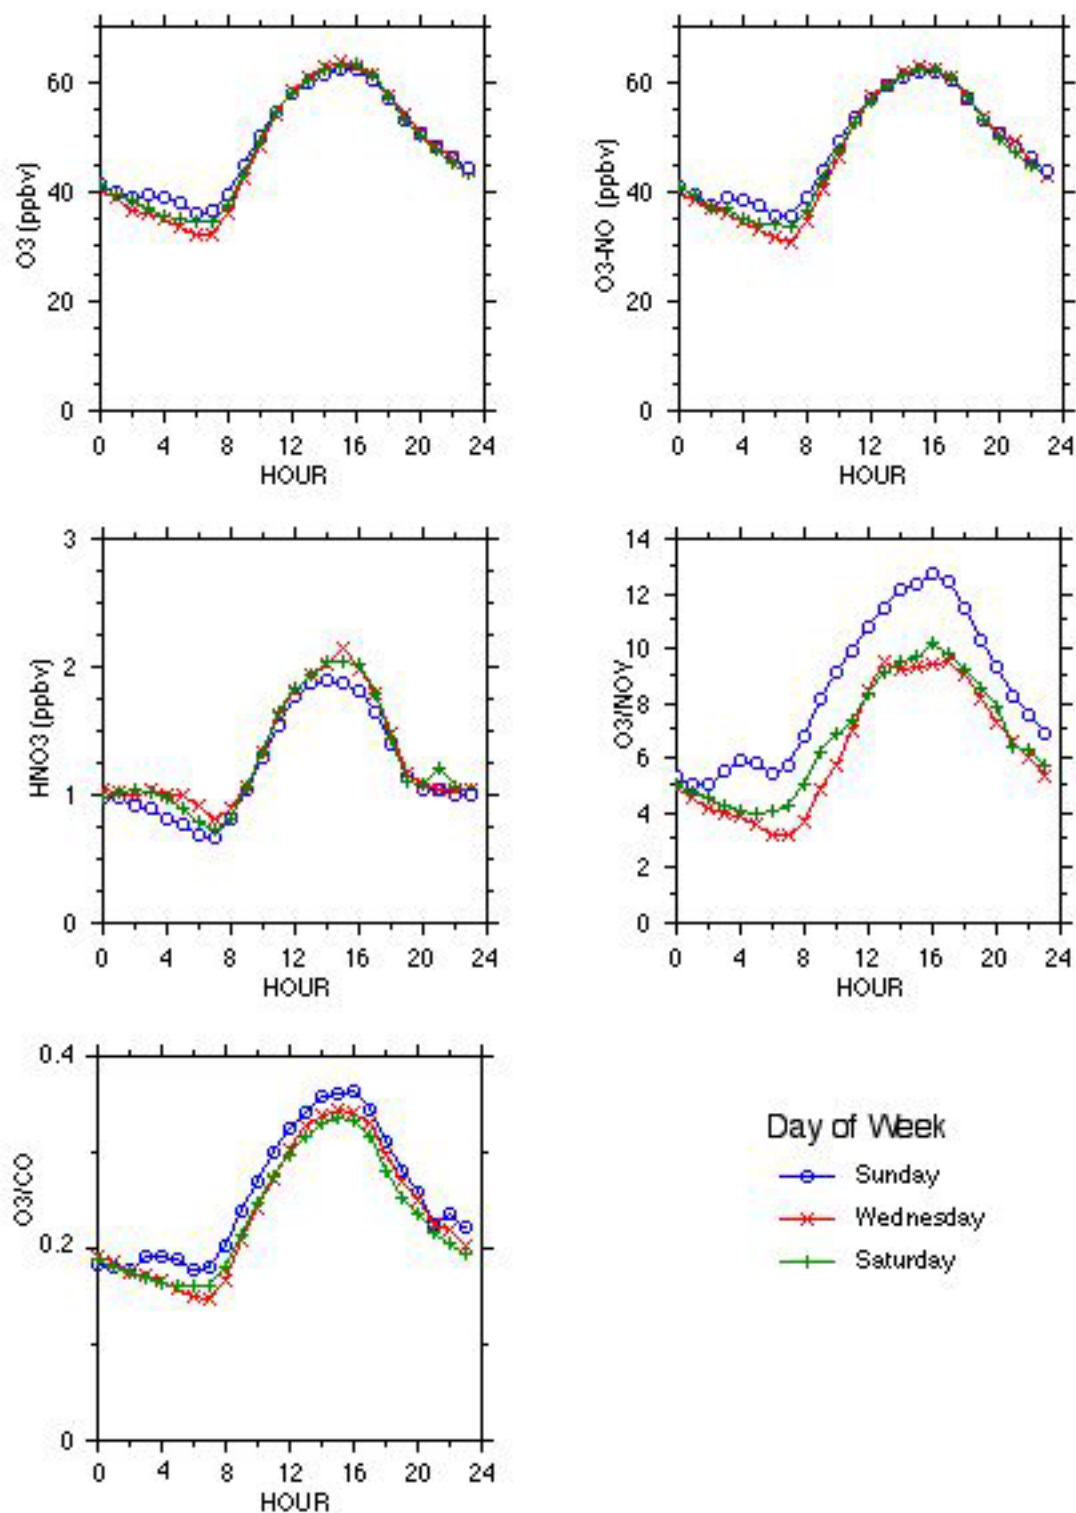 60
40
20
0
O3 (ppbv)
0 4 8 12 16 20 24
HOUR
60
40
20
0
O3-NO (ppbv)
0 4 8 12 16 20 24
HOUR
3
2
1
0
HNO3 (ppbv)
0 4 8 12 16 20 24
HOUR
14
12
10
8
6
4
2
0
O3/NOY
0 4 8 12 16 20 24
HOUR
0.4
0.2
0
O3/CO
0 4 8 12 16 20 24
HOUR
Day of Week
Sunday
Wednesday
Saturday